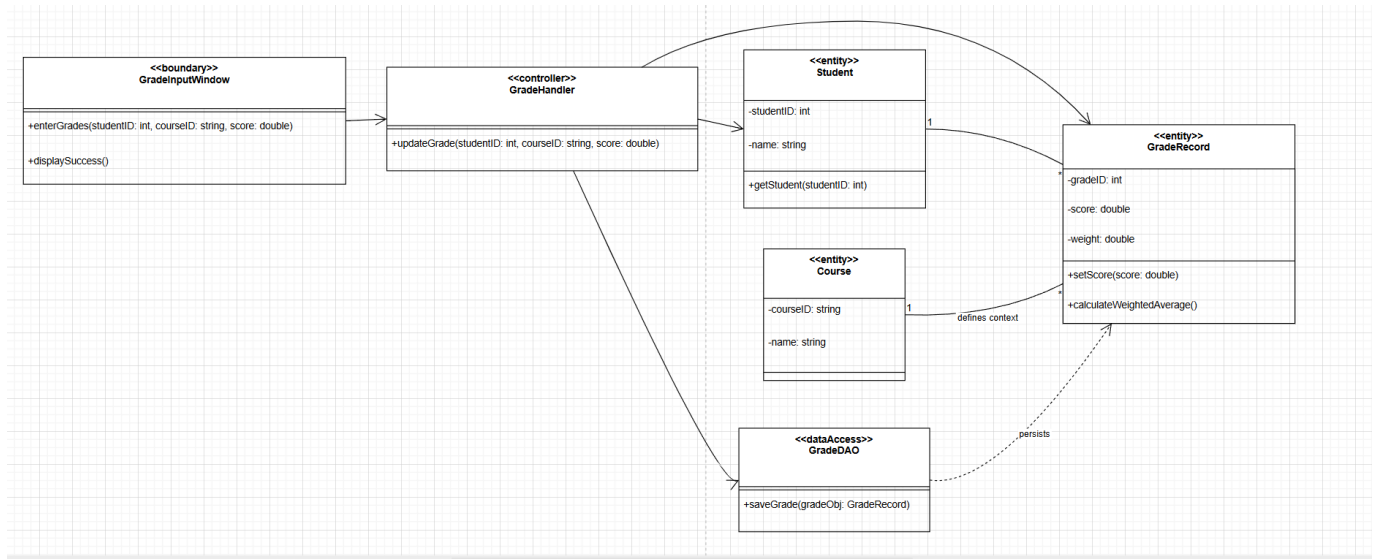 <<boundary>>
GradeInputWindow
+enterGrades(studentID: int, courseID: string, score: double)
+displaySuccess()
<<controller>>
GradeHandler
+updateGrade(studentID: int, courseID: string, score: double)
<<entity>>
Student
-studentID: int
-name: string
+getStudent(studentID: int)
1
*
<<entity>>
GradeRecord
-gradeID: int
-score: double
-weight: double
+setScore(score: double)
+calculateWeightedAverage()
<<entity>>
Course
-courseID: string
-name: string
1
*
defines context
<<dataAccess>>
GradeDAO
+saveGrade(gradeObj: GradeRecord)
persists